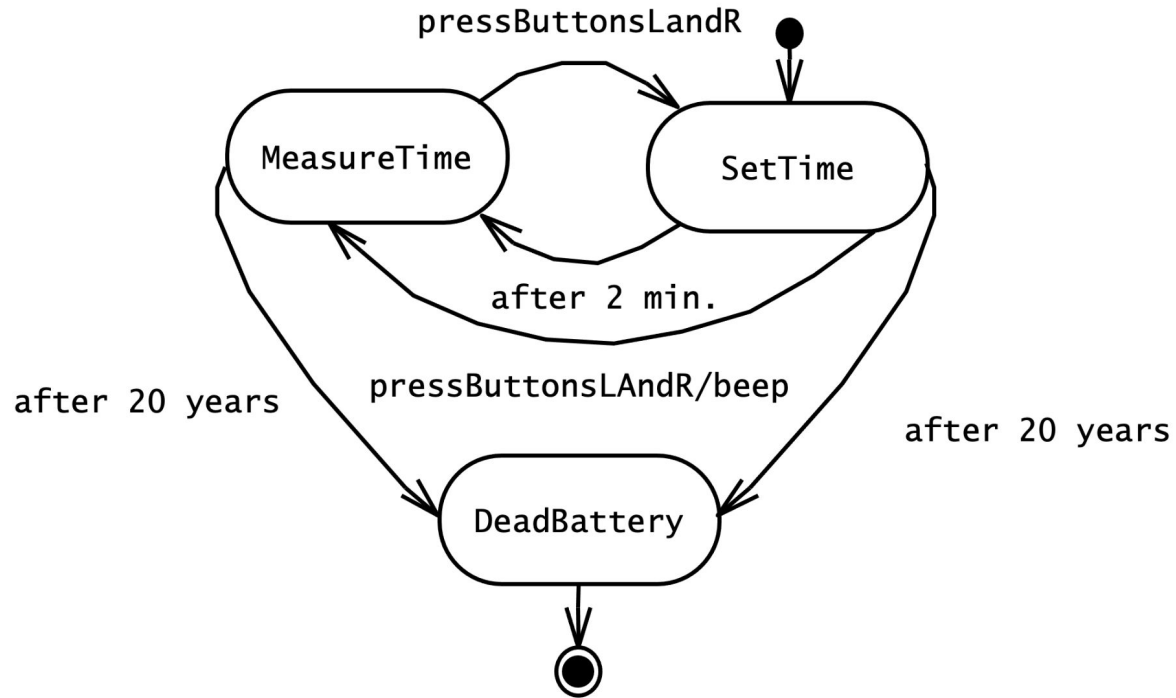 pressButtonsLandR
MeasureTime
SetTime
after 2 min.
pressButtonsLAndR/beep
after 20 years
after 20 years
DeadBattery